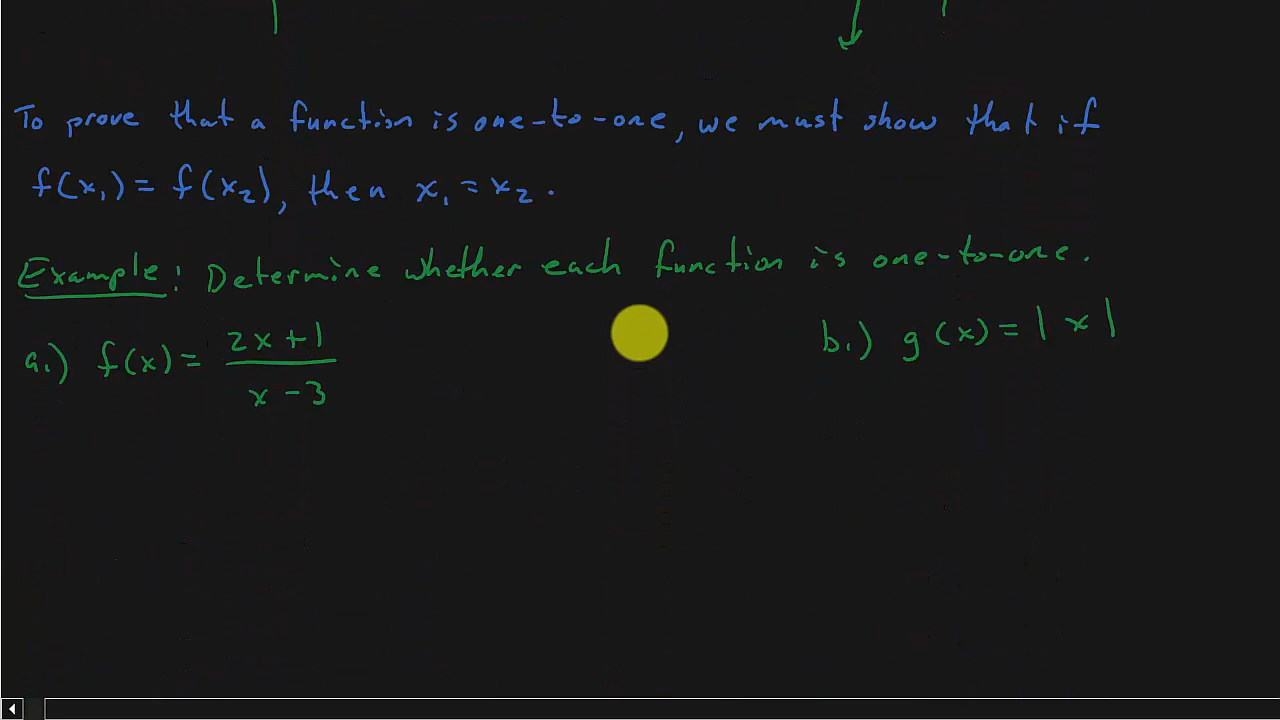 To prove that a function is one-to-one, we must show that if
f(x₁) = f(x₂), then x₁ = x₂.
Example: Determine whether each function is one-to-one.
a.) f(x) = (2x+1)/(x-3) b.) g(x) = |x|